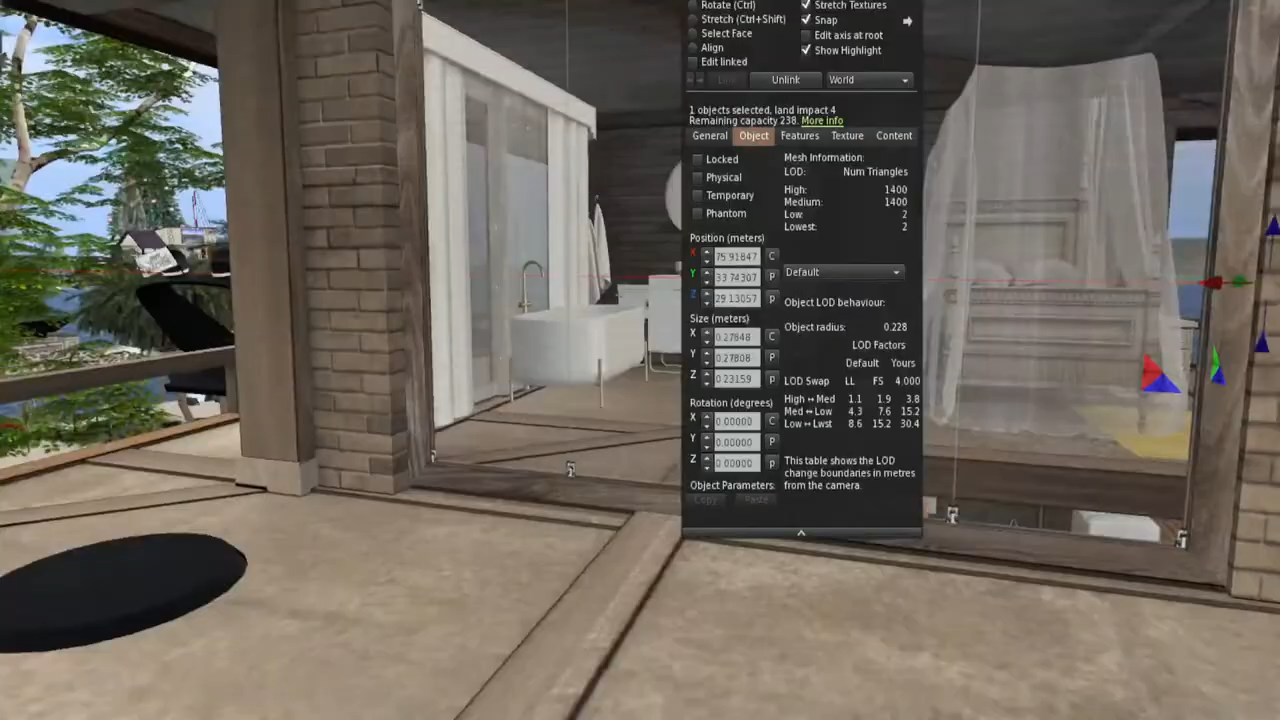 Rotate (Ctrl)
Stretch Textures
Stretch (Ctrl+Shift)
Snap
Select Face
Edit axis at root
Align
Show Highlight
Edit linked
Unlink
World
1 objects selected, land impact 4
Remaining capacity 238. More info
General Object Features Texture Content
Locked
Physical
Temporary
Phantom
Mesh Information:
LOD: Num Triangles
High: 1400
Medium: 1400
Low: 2
Lowest: 2
Position (meters)
X 75.91847 C
Y 33.74307 P
Z 29.13057 P
Default
Object LOD behaviour:
Size (meters)
X 0.27848 C
Y 0.27808 P
Z 0.23159 P
Object radius: 0.228
LOD Factors
Default Yours
LOD Swap LL FS 4.000
High ↔ Med 1.1 1.9 3.8
Med ↔ Low 4.3 7.6 15.2
Low ↔ Lwst 8.6 15.2 30.4
Rotation (degrees)
X 0.00000 C
Y 0.00000 P
Z 0.00000 P
This table shows the LOD
change boundaries in metres
from the camera.
Object Parameters:
Copy Paste